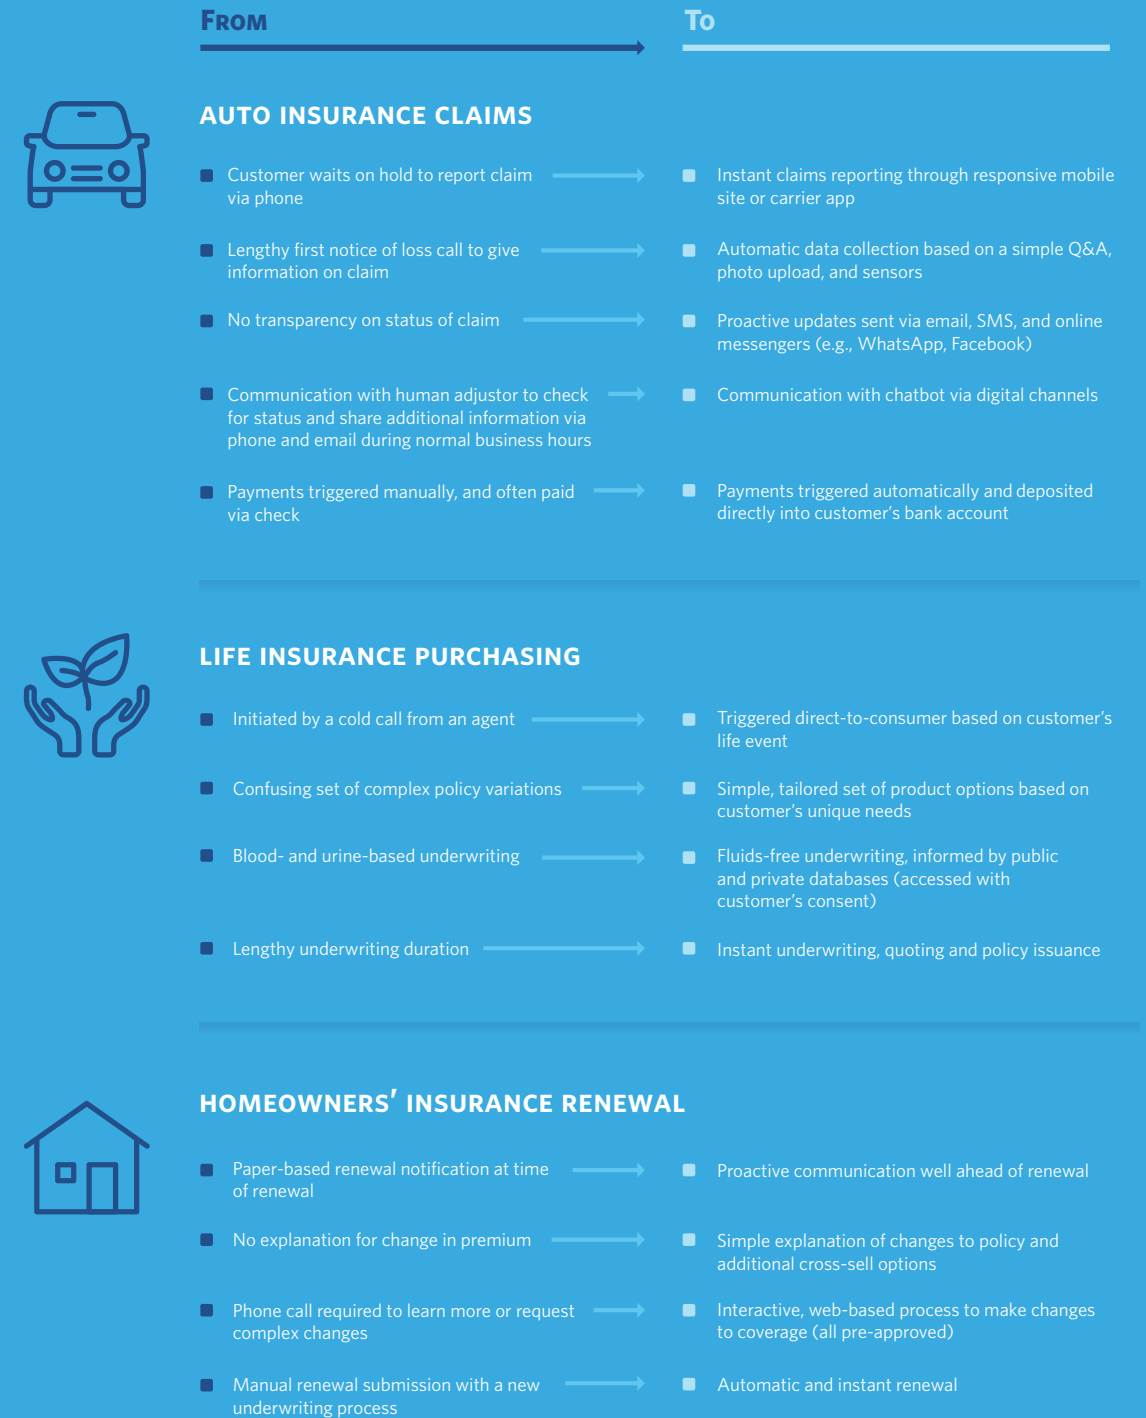 From
To
AUTO INSURANCE CLAIMS
Customer waits on hold to report claim
via phone
Instant claims reporting through responsive mobile
site or carrier app
Lengthy first notice of loss call to give
information on claim
Automatic data collection based on a simple Q&A,
photo upload, and sensors
No transparency on status of claim
Proactive updates sent via email, SMS, and online
messengers (e.g., WhatsApp, Facebook)
Communication with human adjustor to check
for status and share additional information via
phone and email during normal business hours
Communication with chatbot via digital channels
Payments triggered manually, and often paid
via check
Payments triggered automatically and deposited
directly into customer's bank account
LIFE INSURANCE PURCHASING
Initiated by a cold call from an agent
Triggered direct-to-consumer based on customer's
life event
Confusing set of complex policy variations
Simple, tailored set of product options based on
customer's unique needs
Blood- and urine-based underwriting
Fluids-free underwriting, informed by public
and private databases (accessed with
customer's consent)
Lengthy underwriting duration
Instant underwriting, quoting and policy issuance
HOMEOWNERS' INSURANCE RENEWAL
Paper-based renewal notification at time
of renewal
Proactive communication well ahead of renewal
No explanation for change in premium
Simple explanation of changes to policy and
additional cross-sell options
Phone call required to learn more or request
complex changes
Interactive, web-based process to make changes
to coverage (all pre-approved)
Manual renewal submission with a new
underwriting process
Automatic and instant renewal